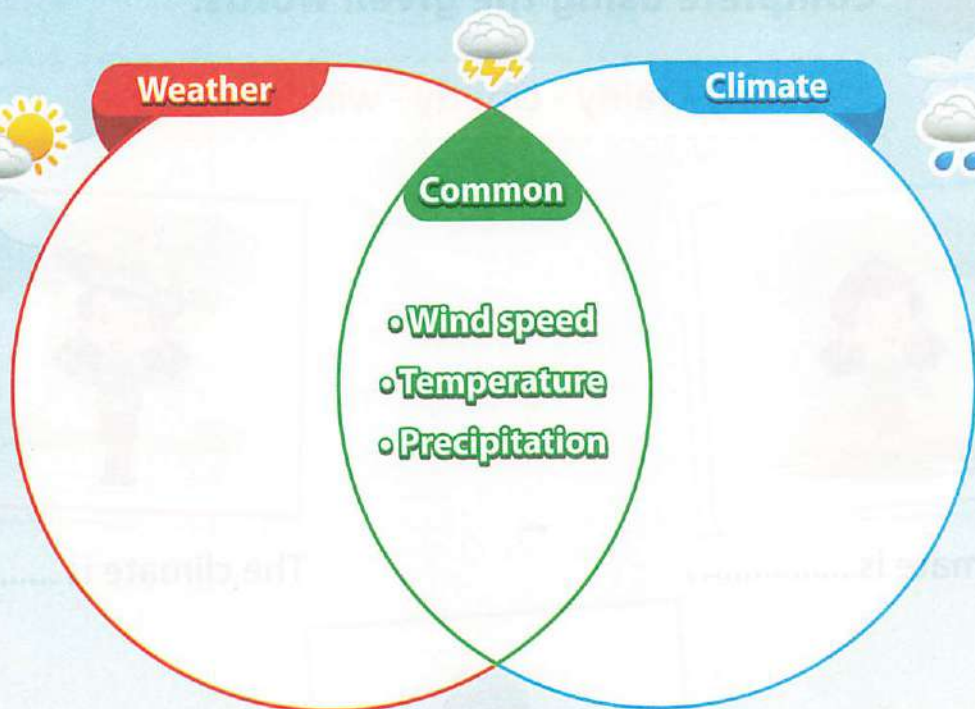 Weather
Climate
Common
• Wind speed
• Temperature
• Precipitation